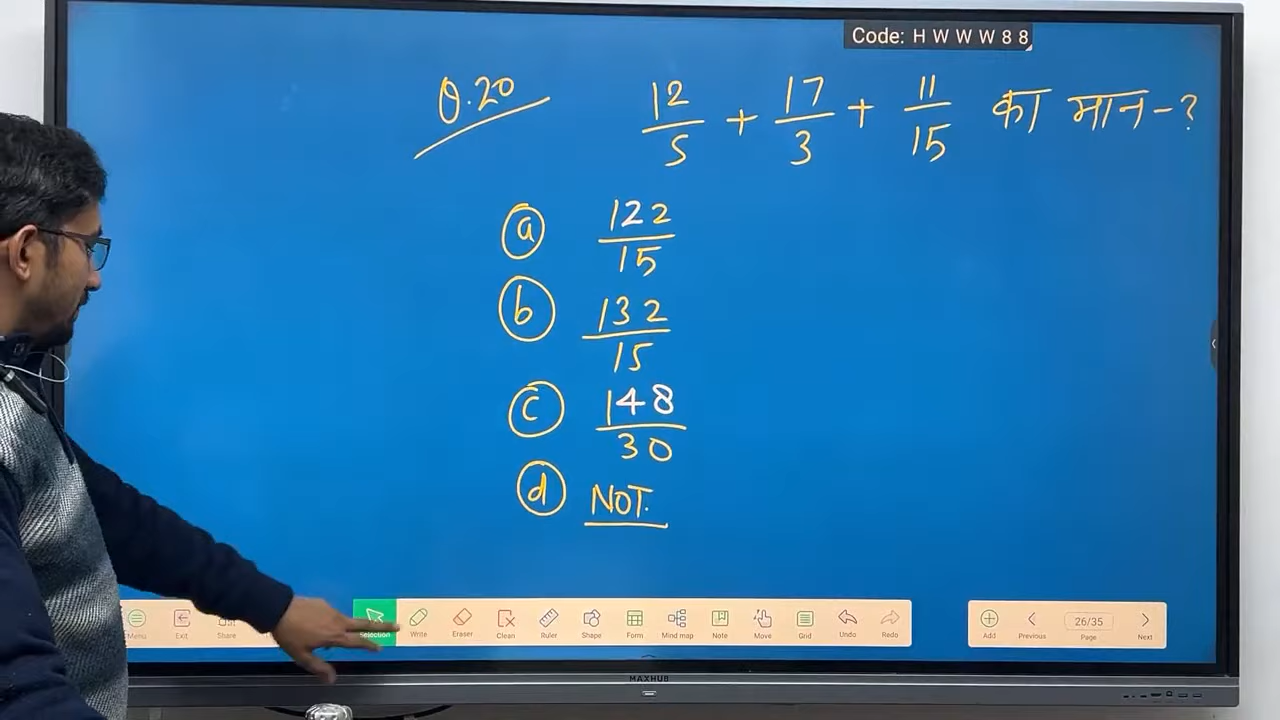 Code: H W W W 8 8
Q.20 12/5 + 17/3 + 11/15 का मान - ?
(a) 122/15
(b) 132/15
(c) 148/30
(d) NOT.
Menu Exit Share Selection Write Eraser Clean Ruler Shape Form Mind map Note Move Grid Undo Redo
Add Previous 26/35 Page Next
MAXHUB